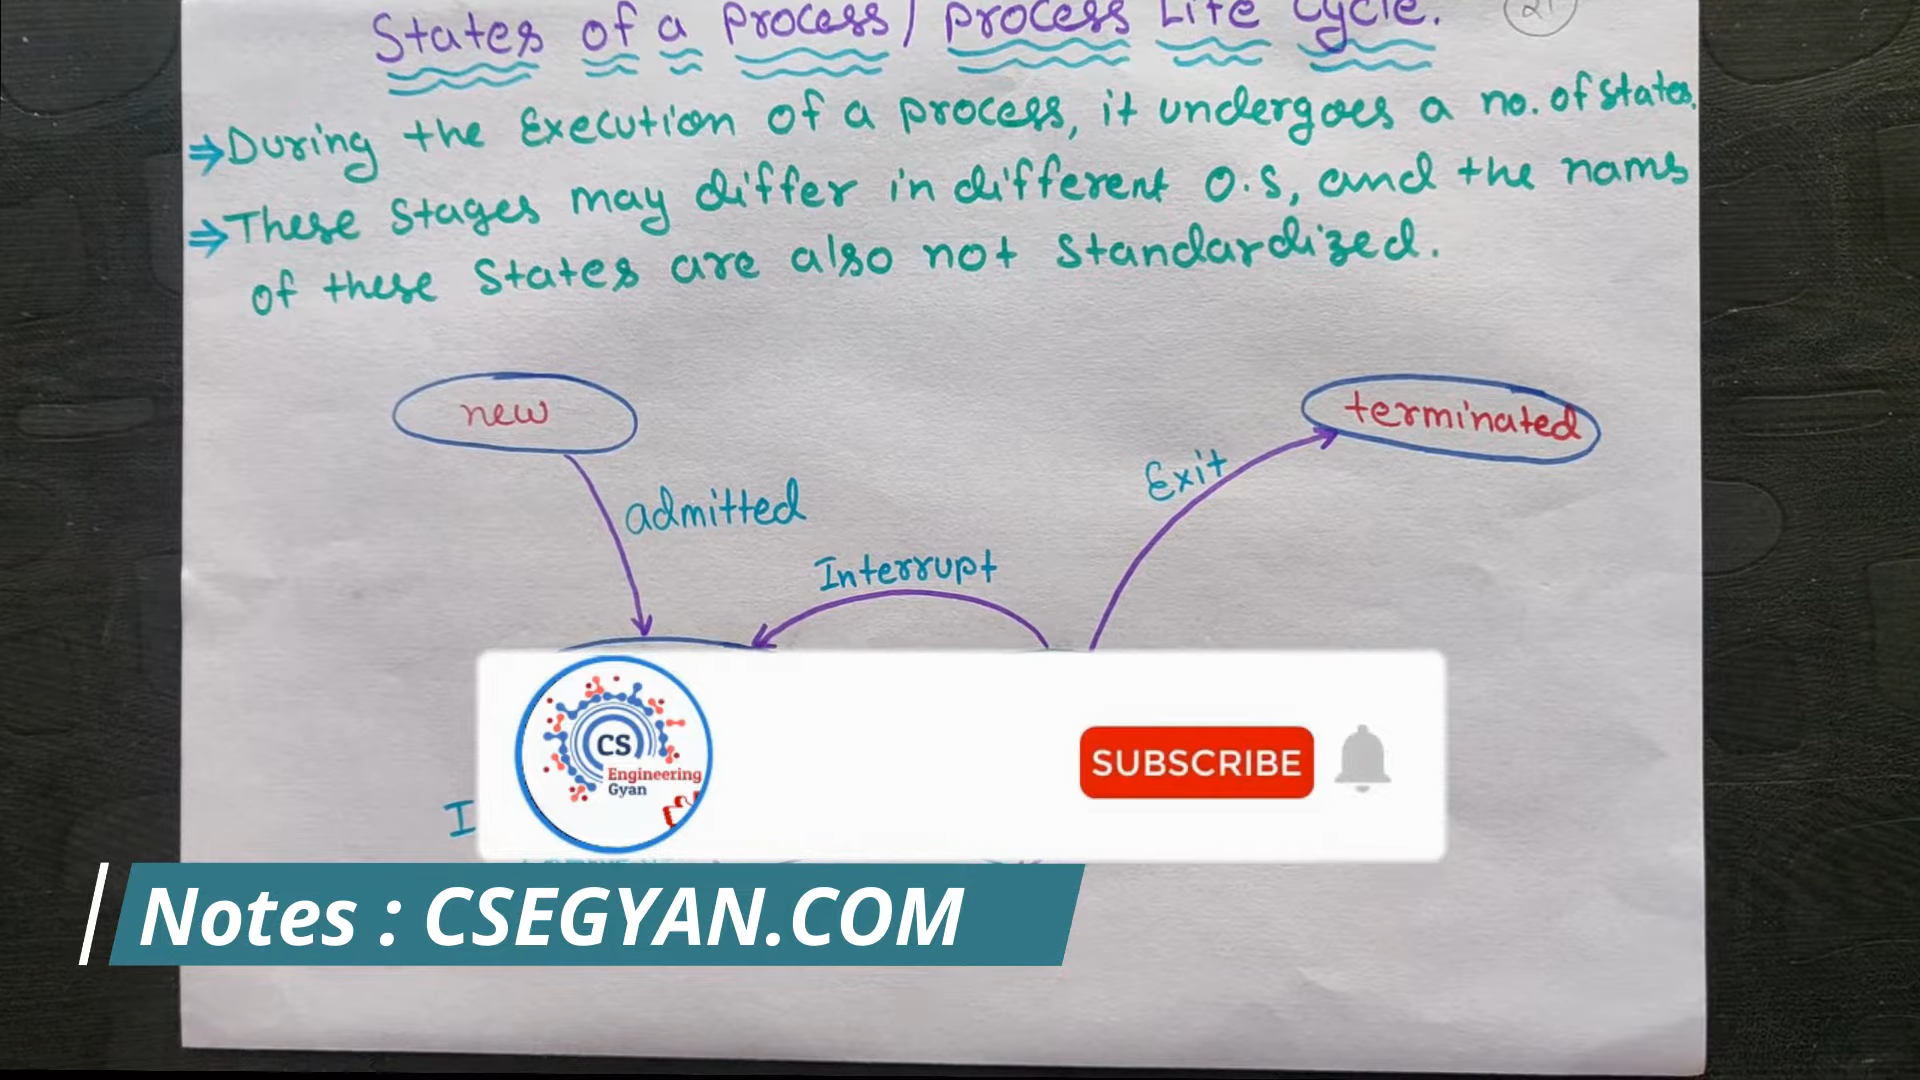 States of a Process/ Process Life Cycle.
21
⇒During the Execution of a process, it undergoes a no. of states.
⇒These Stages may differ in different O.S, and the nams
of these States are also not standardized.
new
terminated
admitted
Exit
Interrupt
CS
Engineering
Gyan
SUBSCRIBE
I
Notes : CSEGYAN.COM